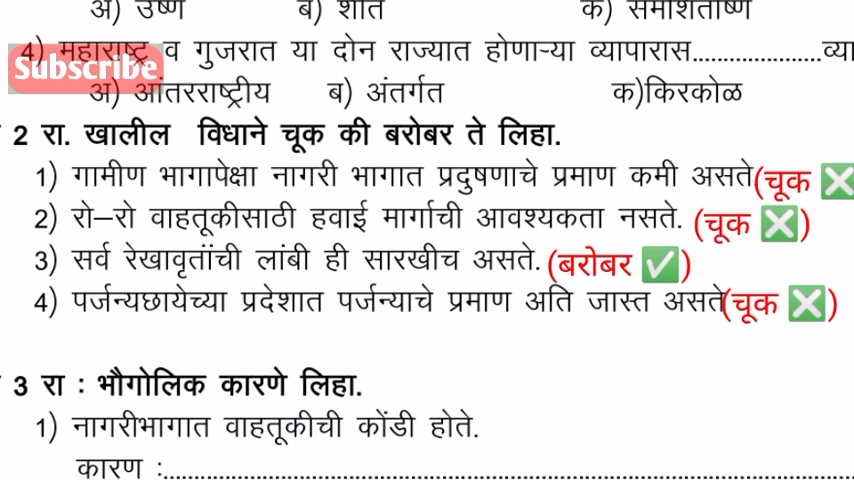 अ) उष्ण ब) शीत क) समशितोष्ण
4) महाराष्ट्र व गुजरात या दोन राज्यात होणाऱ्या व्यापारास......................व्या
Subscribe
अ) आंतरराष्ट्रीय ब) अंतर्गत क)किरकोळ
2 रा. खालील विधाने चूक की बरोबर ते लिहा.
1) गामीण भागापेक्षा नागरी भागात प्रदुषणाचे प्रमाण कमी असते(चूक ❎
2) रो–रो वाहतूकीसाठी हवाई मार्गाची आवश्यकता नसते. (चूक ❎)
3) सर्व रेखावृतांची लांबी ही सारखीच असते. (बरोबर ✅)
4) पर्जन्यछायेच्या प्रदेशात पर्जन्याचे प्रमाण अति जास्त असते(चूक ❎)
3 रा : भौगोलिक कारणे लिहा.
1) नागरीभागात वाहतूकीची कोंडी होते.
कारण :....................................................................................